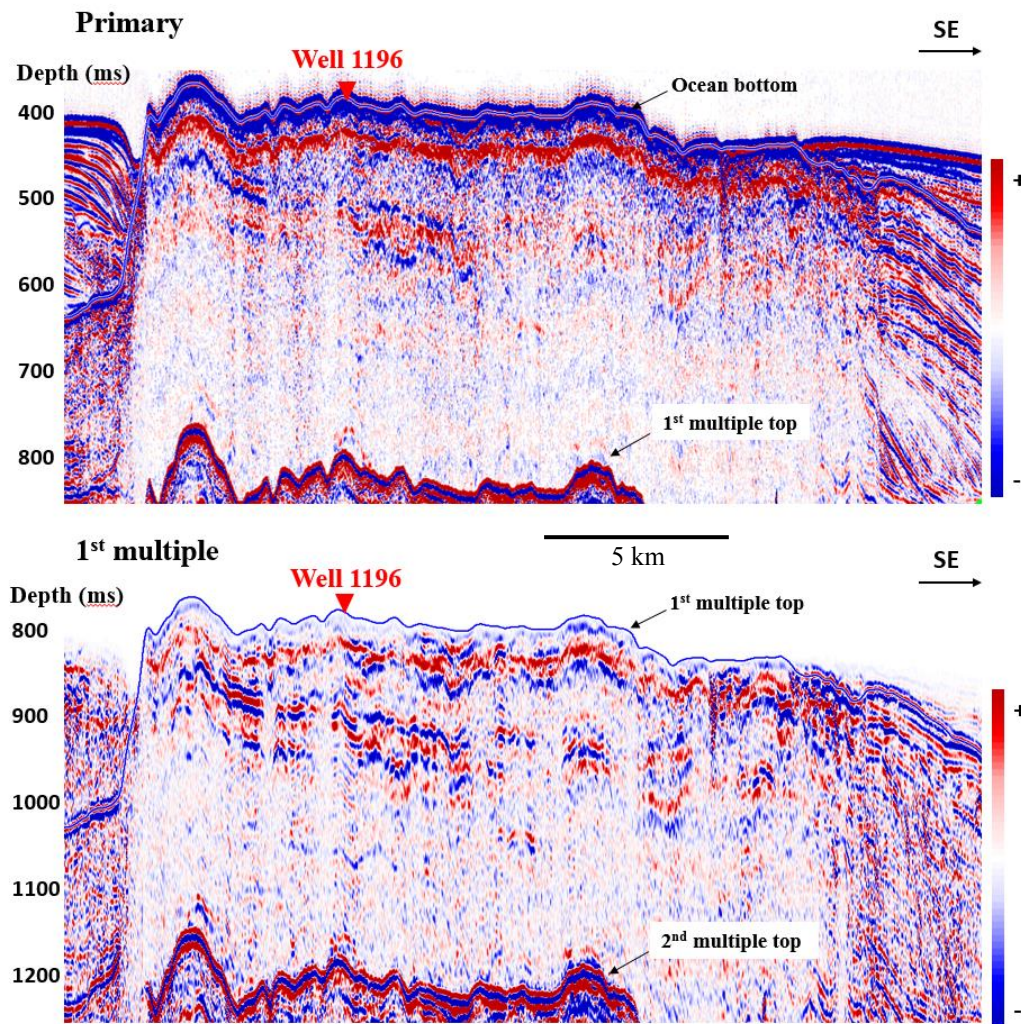 Primary
SE
Well 1196
Depth (ms)
Ocean bottom
400
+
500
600
700
1st multiple top
800
-
5 km
1st multiple
SE
Well 1196
Depth (ms)
1st multiple top
800
+
900
1000
1100
2nd multiple top
1200
-